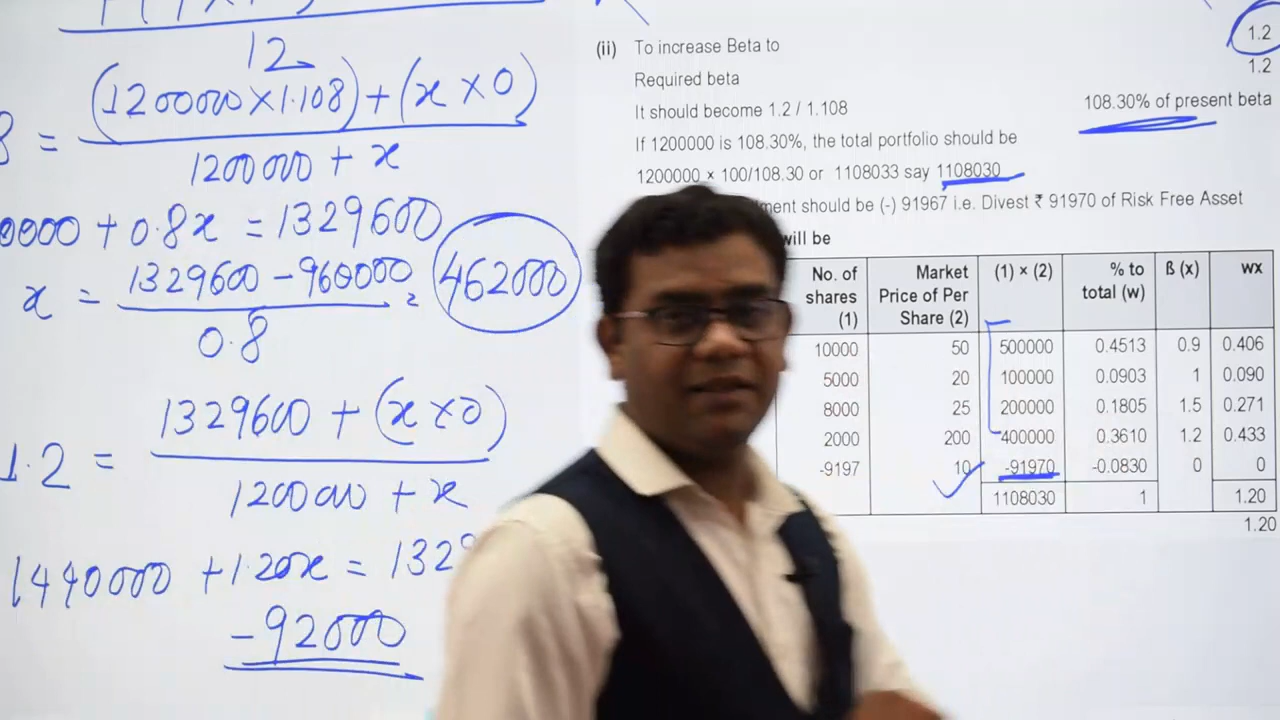 12
8 = (1200000 × 1.108) + (x × 0)
1200000 + x
0000 + 0.8x = 1329600
x = 1329600 - 960000 = 462000
0.8
1.2 = 1329600 + (x × 0)
1200000 + x
1440000 + 1.20x = 132
-92000
1.2
(ii) To increase Beta to
1.2
Required beta
It should become 1.2 / 1.108 108.30% of present beta
If 1200000 is 108.30%, the total portfolio should be
1200000 × 100/108.30 or 1108033 say 1108030
should be (-) 91967 i.e. Divest ₹ 91970 of Risk Free Asset
will be
No. of shares (1) Market Price of Per Share (2) (1) × (2) % to total (w) ß (x) wx
10000 50 500000 0.4513 0.9 0.406
5000 20 100000 0.0903 1 0.090
8000 25 200000 0.1805 1.5 0.271
2000 200 400000 0.3610 1.2 0.433
-9197 10 -91970 -0.0830 0 0
1108030 1 1.20
1.20